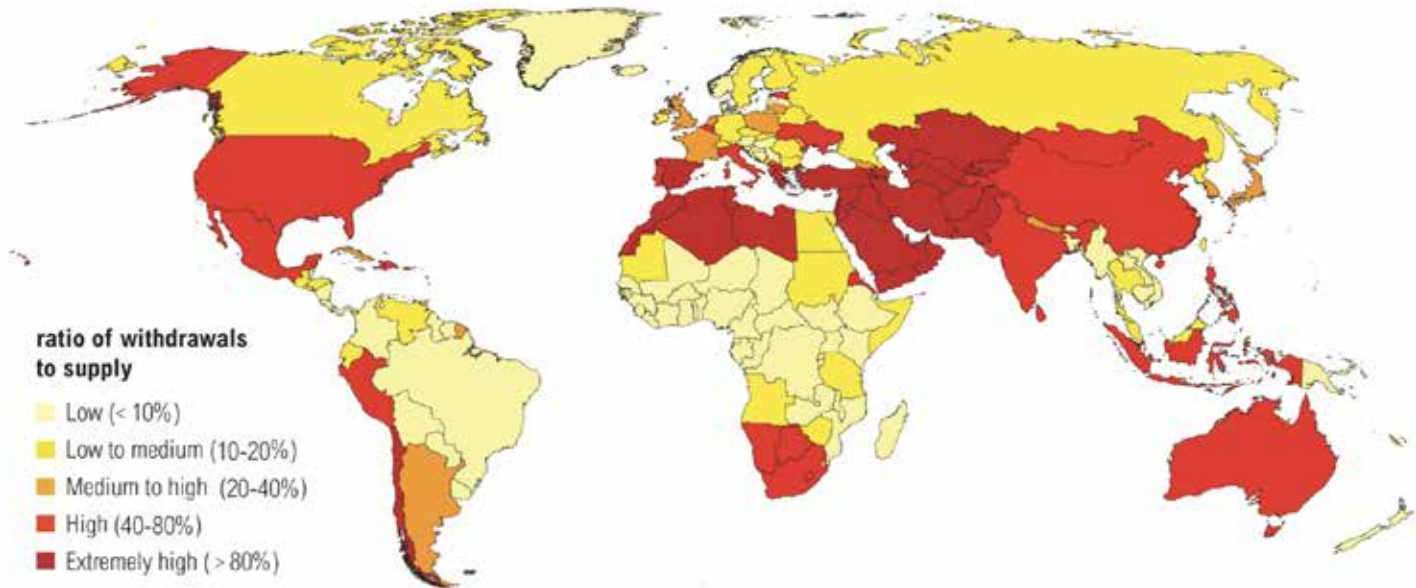 ratio of withdrawals
to supply
Low (< 10%)
Low to medium (10-20%)
Medium to high (20-40%)
High (40-80%)
Extremely high (> 80%)